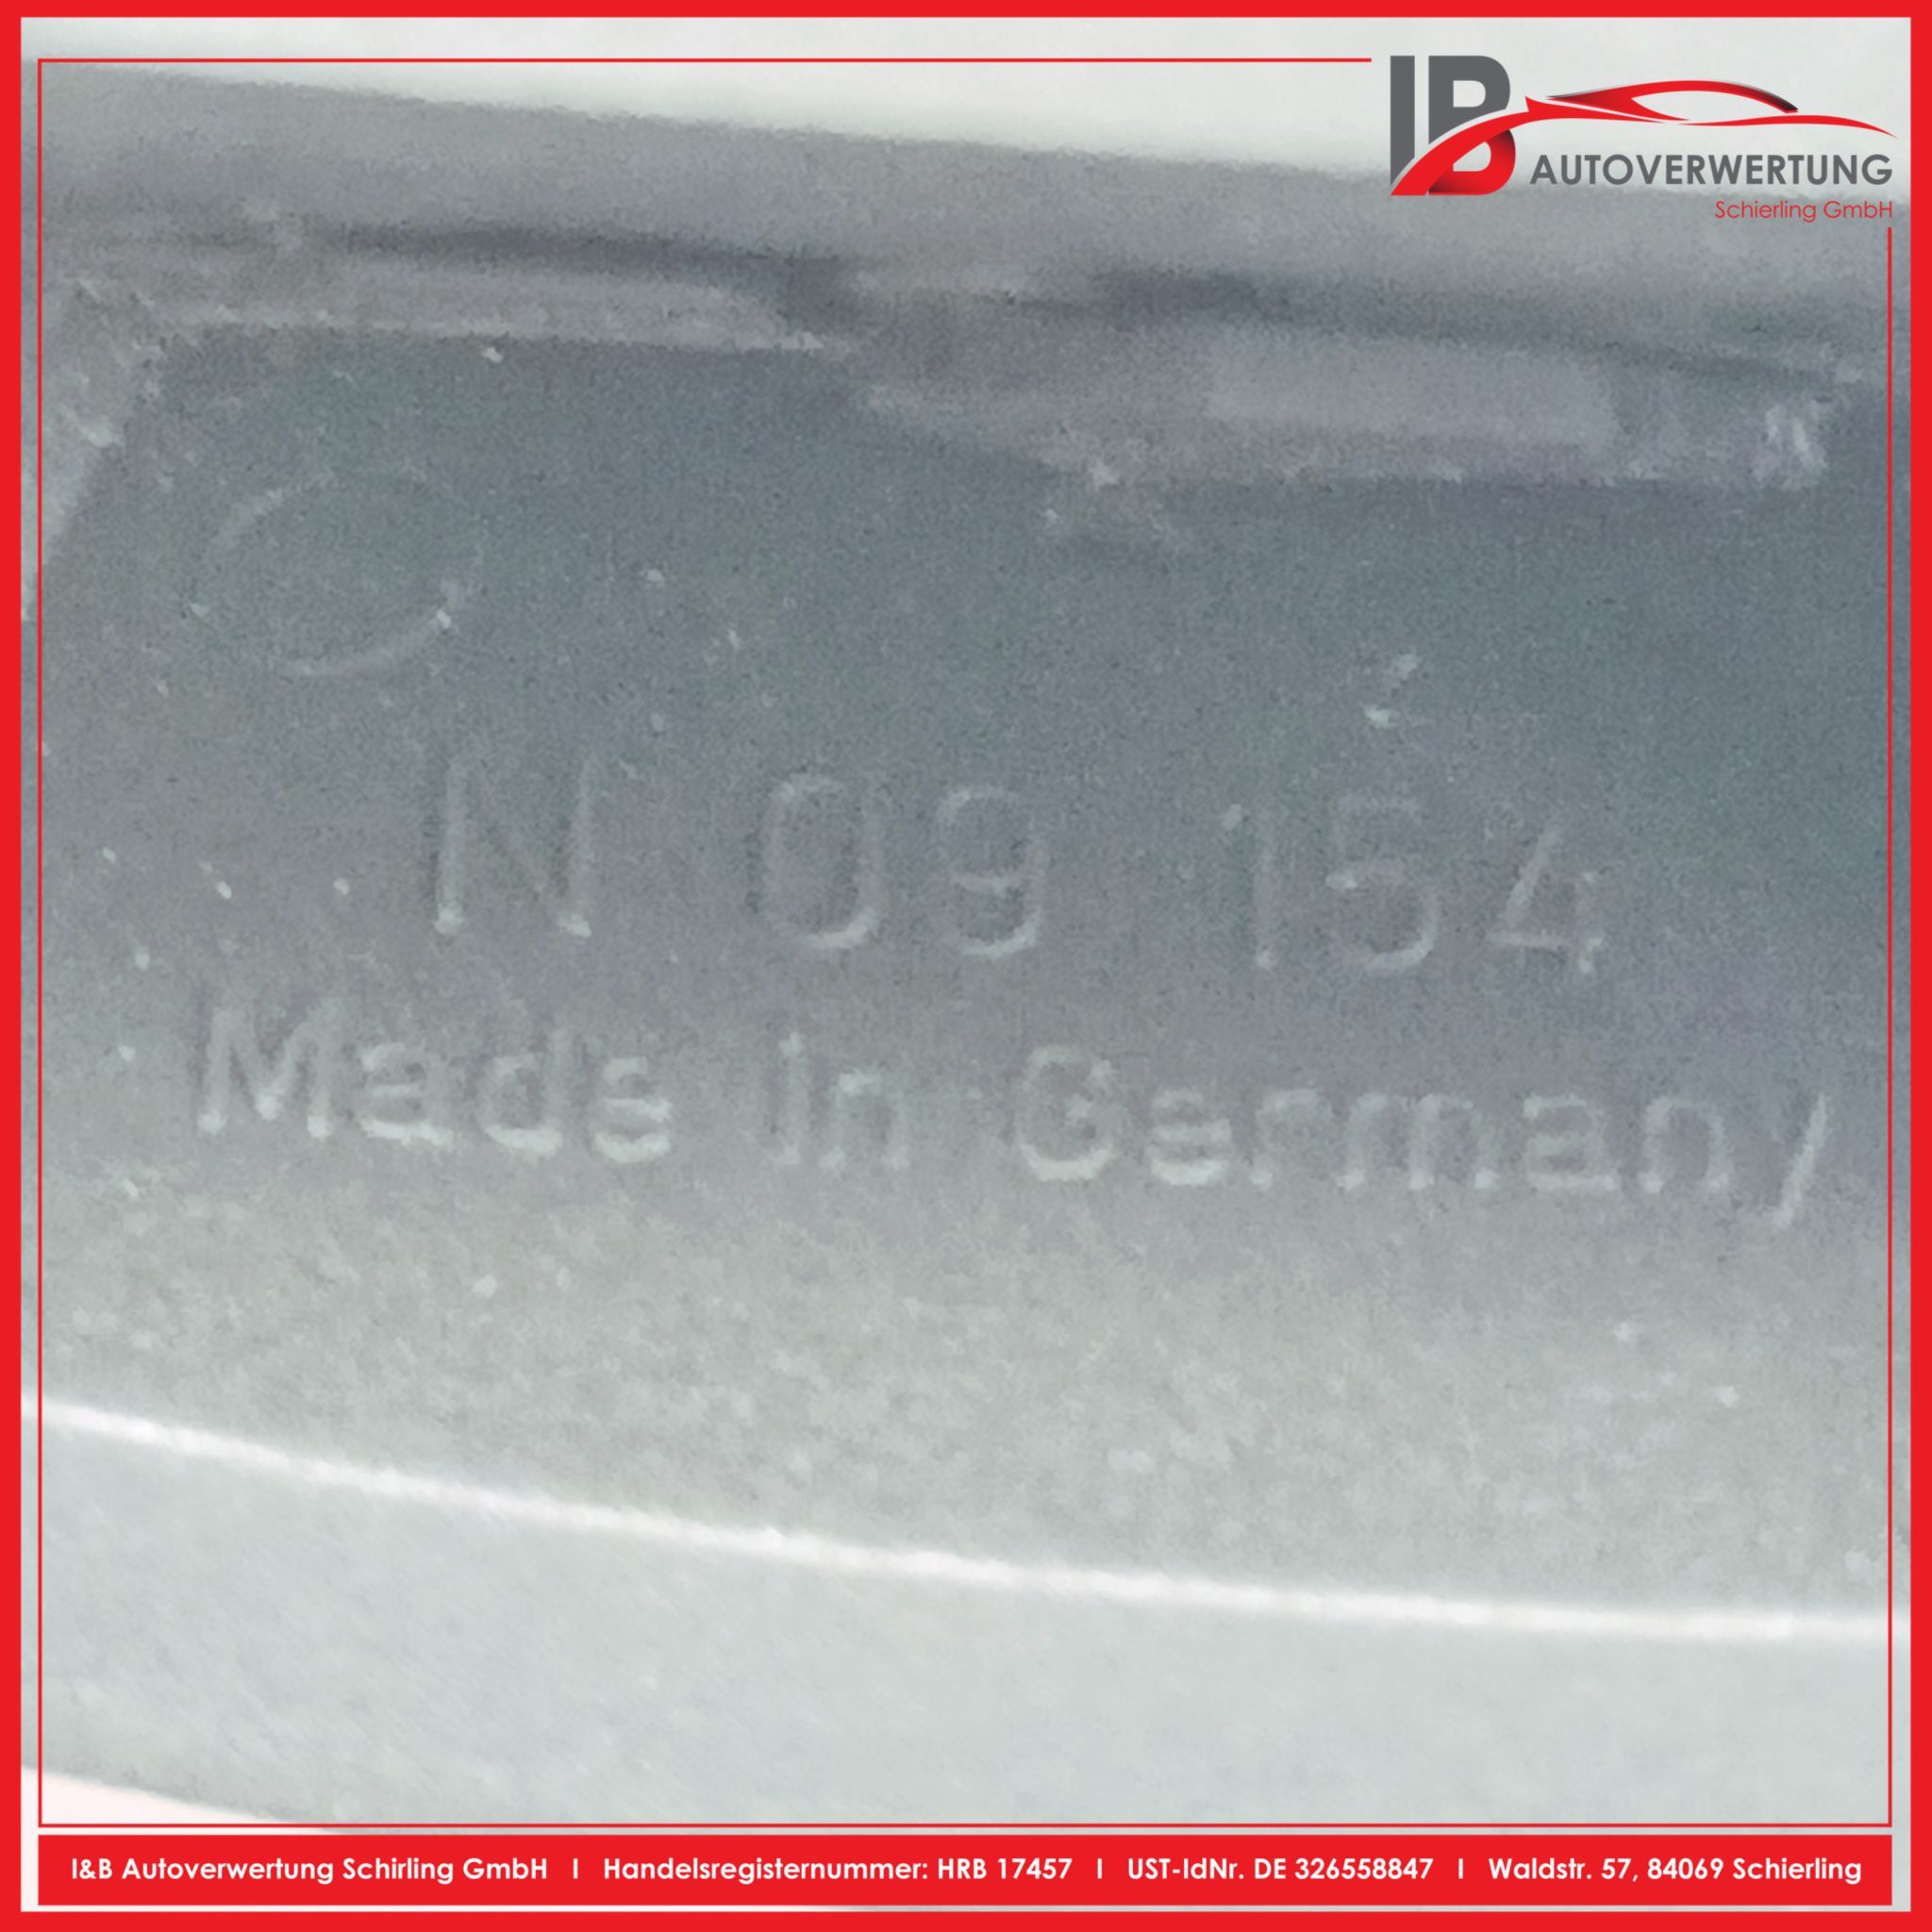 IB
AUTOVERWERTUNG
Schierling GmbH
N 09 154
Made in Germany
I&B Autoverwertung Schirling GmbH | Handelsregisternummer: HRB 17457 | UST-IdNr. DE 326558847 | Waldstr. 57, 84069 Schierling